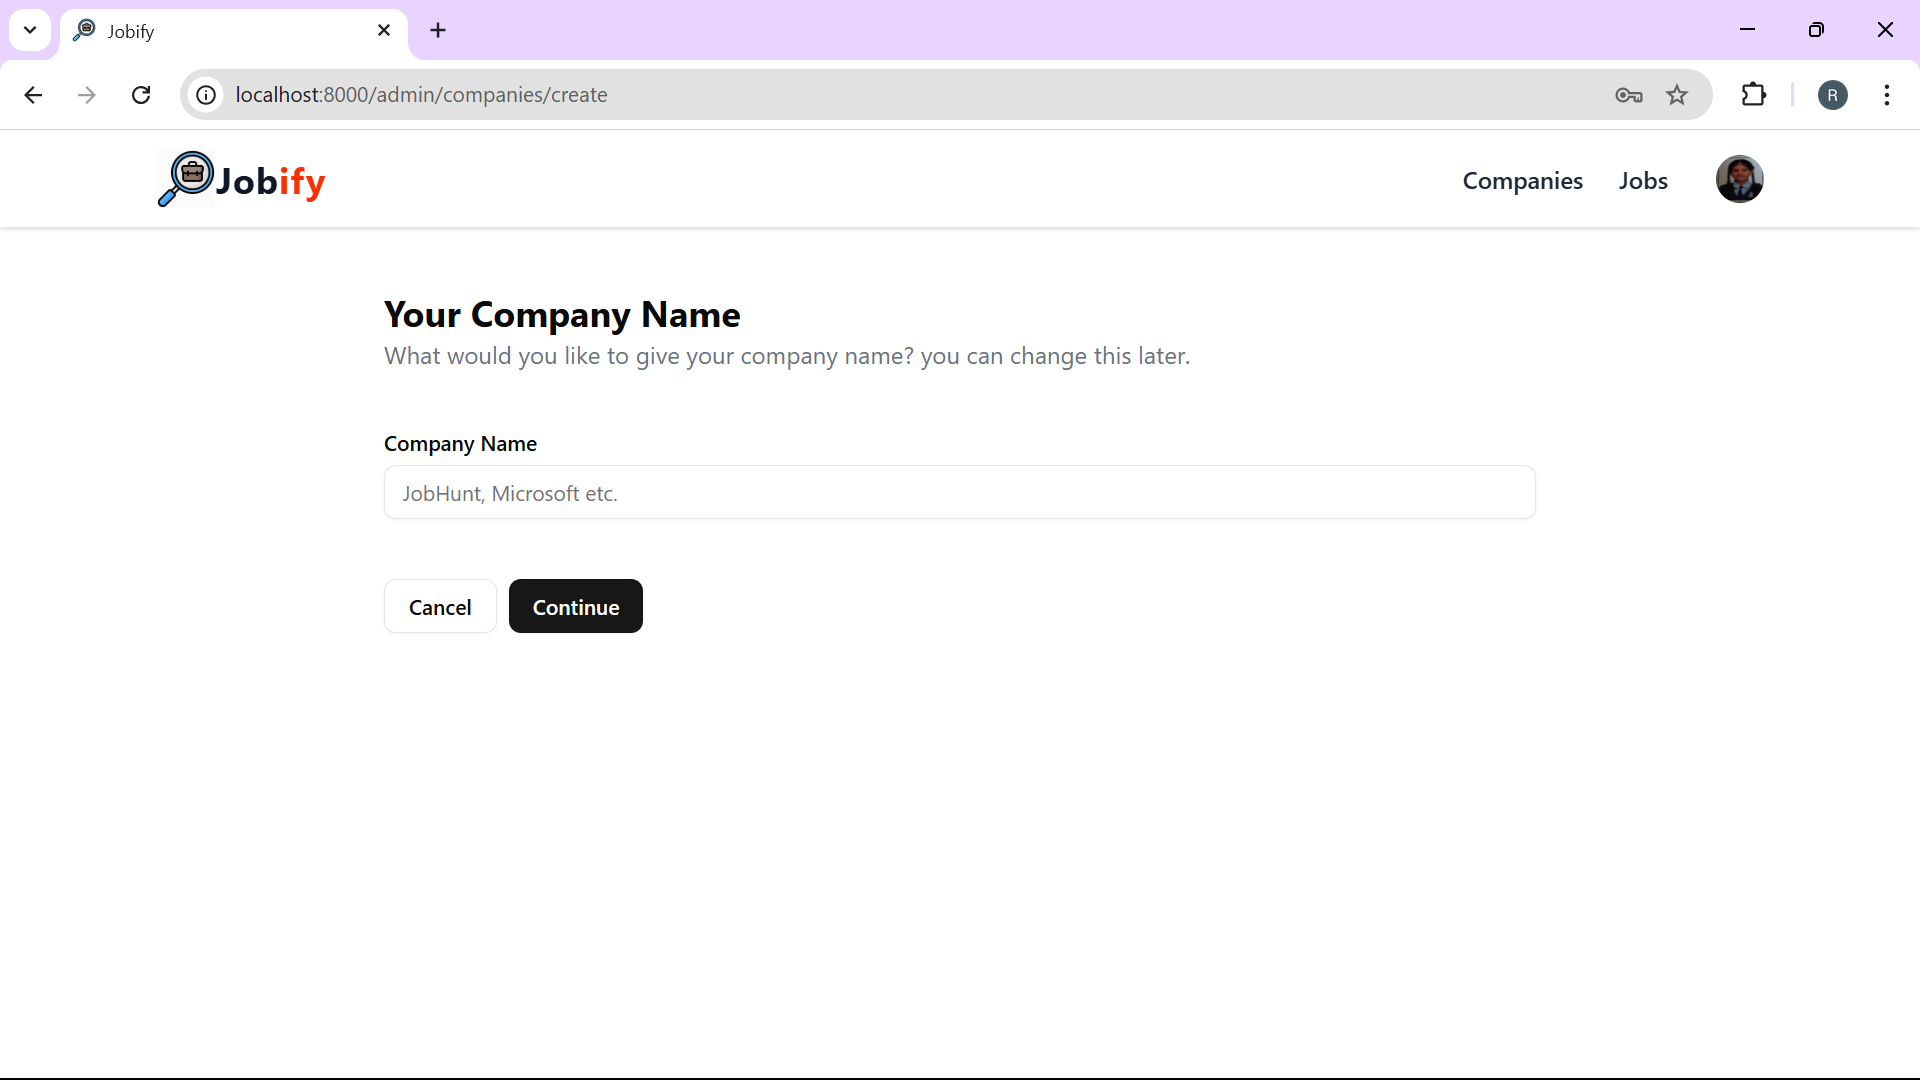 Jobify
localhost:8000/admin/companies/create
R
Jobify
Companies
Jobs
Your Company Name
What would you like to give your company name? you can change this later.
Company Name
JobHunt, Microsoft etc.
Cancel
Continue